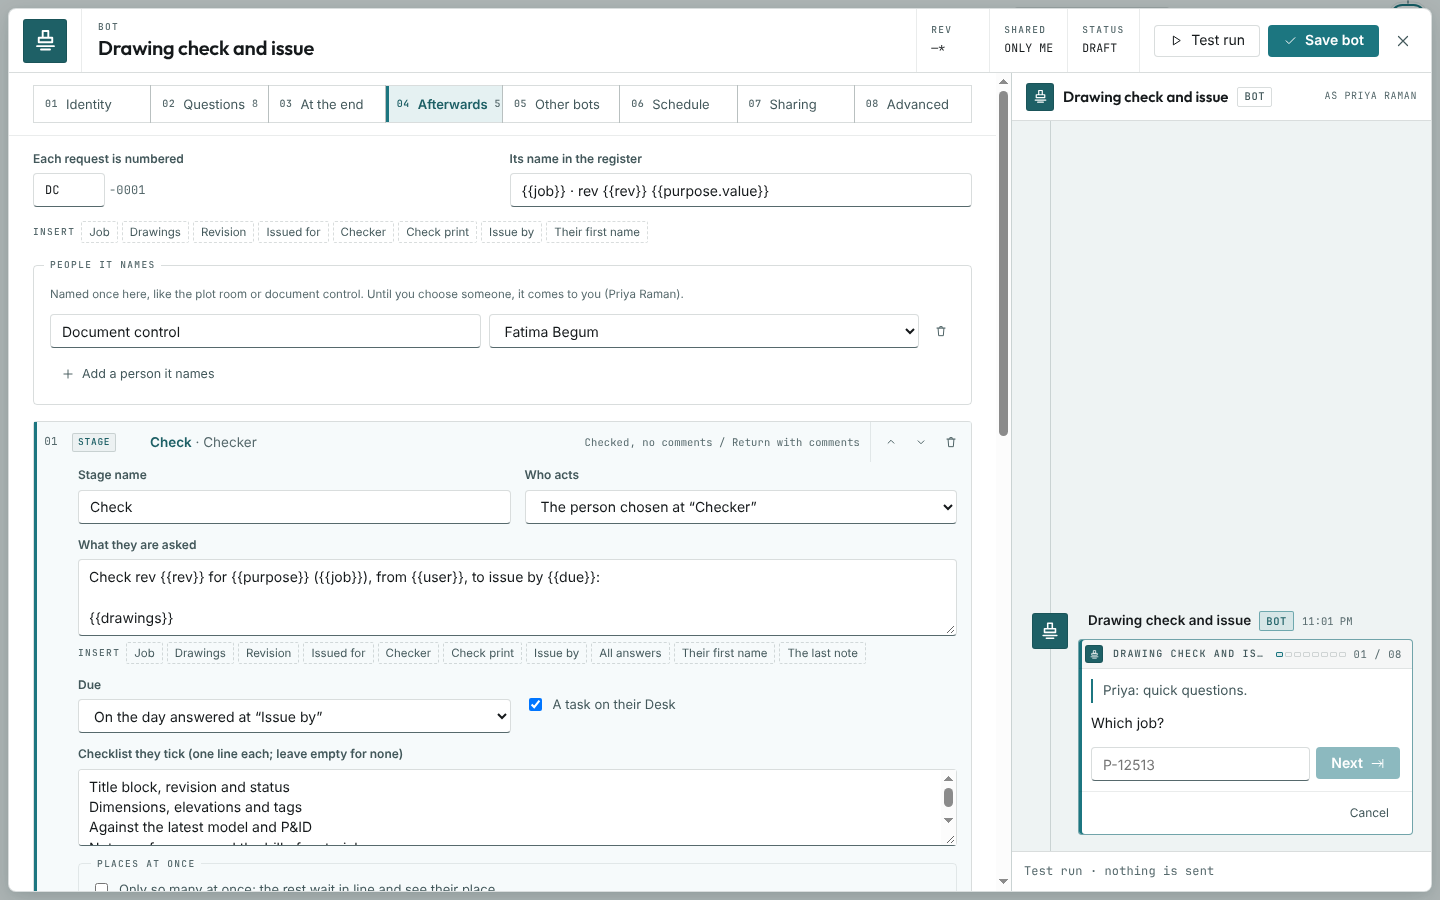 BOT
Drawing check and issue
REV
—*
SHARED
ONLY ME
STATUS
DRAFT
Test run
Save bot
01 Identity
02 Questions 8
03 At the end
04 Afterwards 5
05 Other bots
06 Schedule
07 Sharing
08 Advanced
Each request is numbered
DC
-0001
Its name in the register
{{job}} · rev {{rev}} {{purpose.value}}
INSERT Job Drawings Revision Issued for Checker Check print Issue by Their first name
PEOPLE IT NAMES
Named once here, like the plot room or document control. Until you choose someone, it comes to you (Priya Raman).
Document control
Fatima Begum
Add a person it names
01 STAGE Check · Checker
Checked, no comments / Return with comments
Stage name
Check
Who acts
The person chosen at “Checker”
What they are asked
Check rev {{rev}} for {{purpose}} ({{job}}), from {{user}}, to issue by {{due}}:
{{drawings}}
INSERT Job Drawings Revision Issued for Checker Check print Issue by All answers Their first name The last note
Due
On the day answered at “Issue by”
A task on their Desk
Checklist they tick (one line each; leave empty for none)
Title block, revision and status
Dimensions, elevations and tags
Against the latest model and P&ID
PLACES AT ONCE
Only so many at once; the rest wait in line and see their place
Drawing check and issue BOT
AS PRIYA RAMAN
Drawing check and issue BOT 11:01 PM
DRAWING CHECK AND IS… 01 / 08
Priya: quick questions.
Which job?
P-12513
Next
Cancel
Test run · nothing is sent